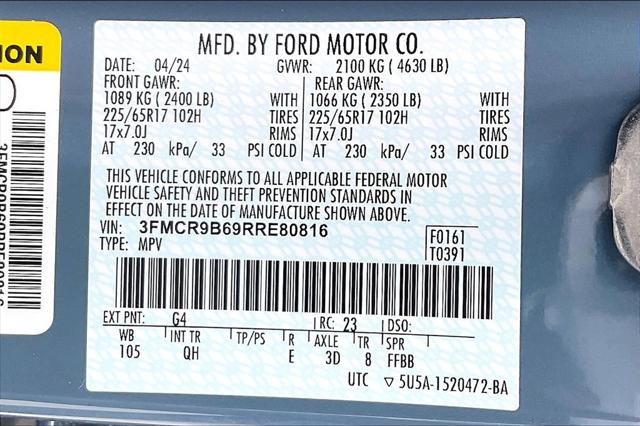 ION
MFD. BY FORD MOTOR CO.
DATE: 04/24 GVWR: 2100 KG ( 4630 LB)
FRONT GAWR: REAR GAWR:
1089 KG ( 2400 LB) WITH 1066 KG ( 2350 LB) WITH
225/65R17 102H TIRES 225/65R17 102H TIRES
17x7.0J RIMS 17x7.0J RIMS
AT 230 kPa/ 33 PSI COLD AT 230 kPa/ 33 PSI COLD
THIS VEHICLE CONFORMS TO ALL APPLICABLE FEDERAL MOTOR
VEHICLE SAFETY AND THEFT PREVENTION STANDARDS IN
EFFECT ON THE DATE OF MANUFACTURE SHOWN ABOVE.
VIN: 3FMCR9B69RRE80816 F0161
TYPE: MPV T0391
EXT PNT: G4 RC: 23 DSO:
WB INT TR TP/PS R AXLE TR SPR
105 QH E 3D 8 FFBB
UTC ▽ 5U5A-1520472-BA